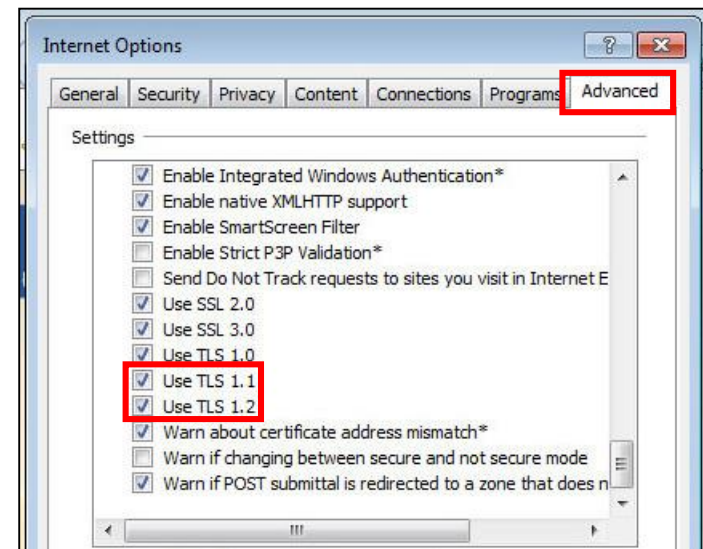 Internet Options
General Security Privacy Content Connections Programs Advanced
Settings
Enable Integrated Windows Authentication*
Enable native XMLHTTP support
Enable SmartScreen Filter
Enable Strict P3P Validation*
Send Do Not Track requests to sites you visit in Internet E
Use SSL 2.0
Use SSL 3.0
Use TLS 1.0
Use TLS 1.1
Use TLS 1.2
Warn about certificate address mismatch*
Warn if changing between secure and not secure mode
Warn if POST submittal is redirected to a zone that does n